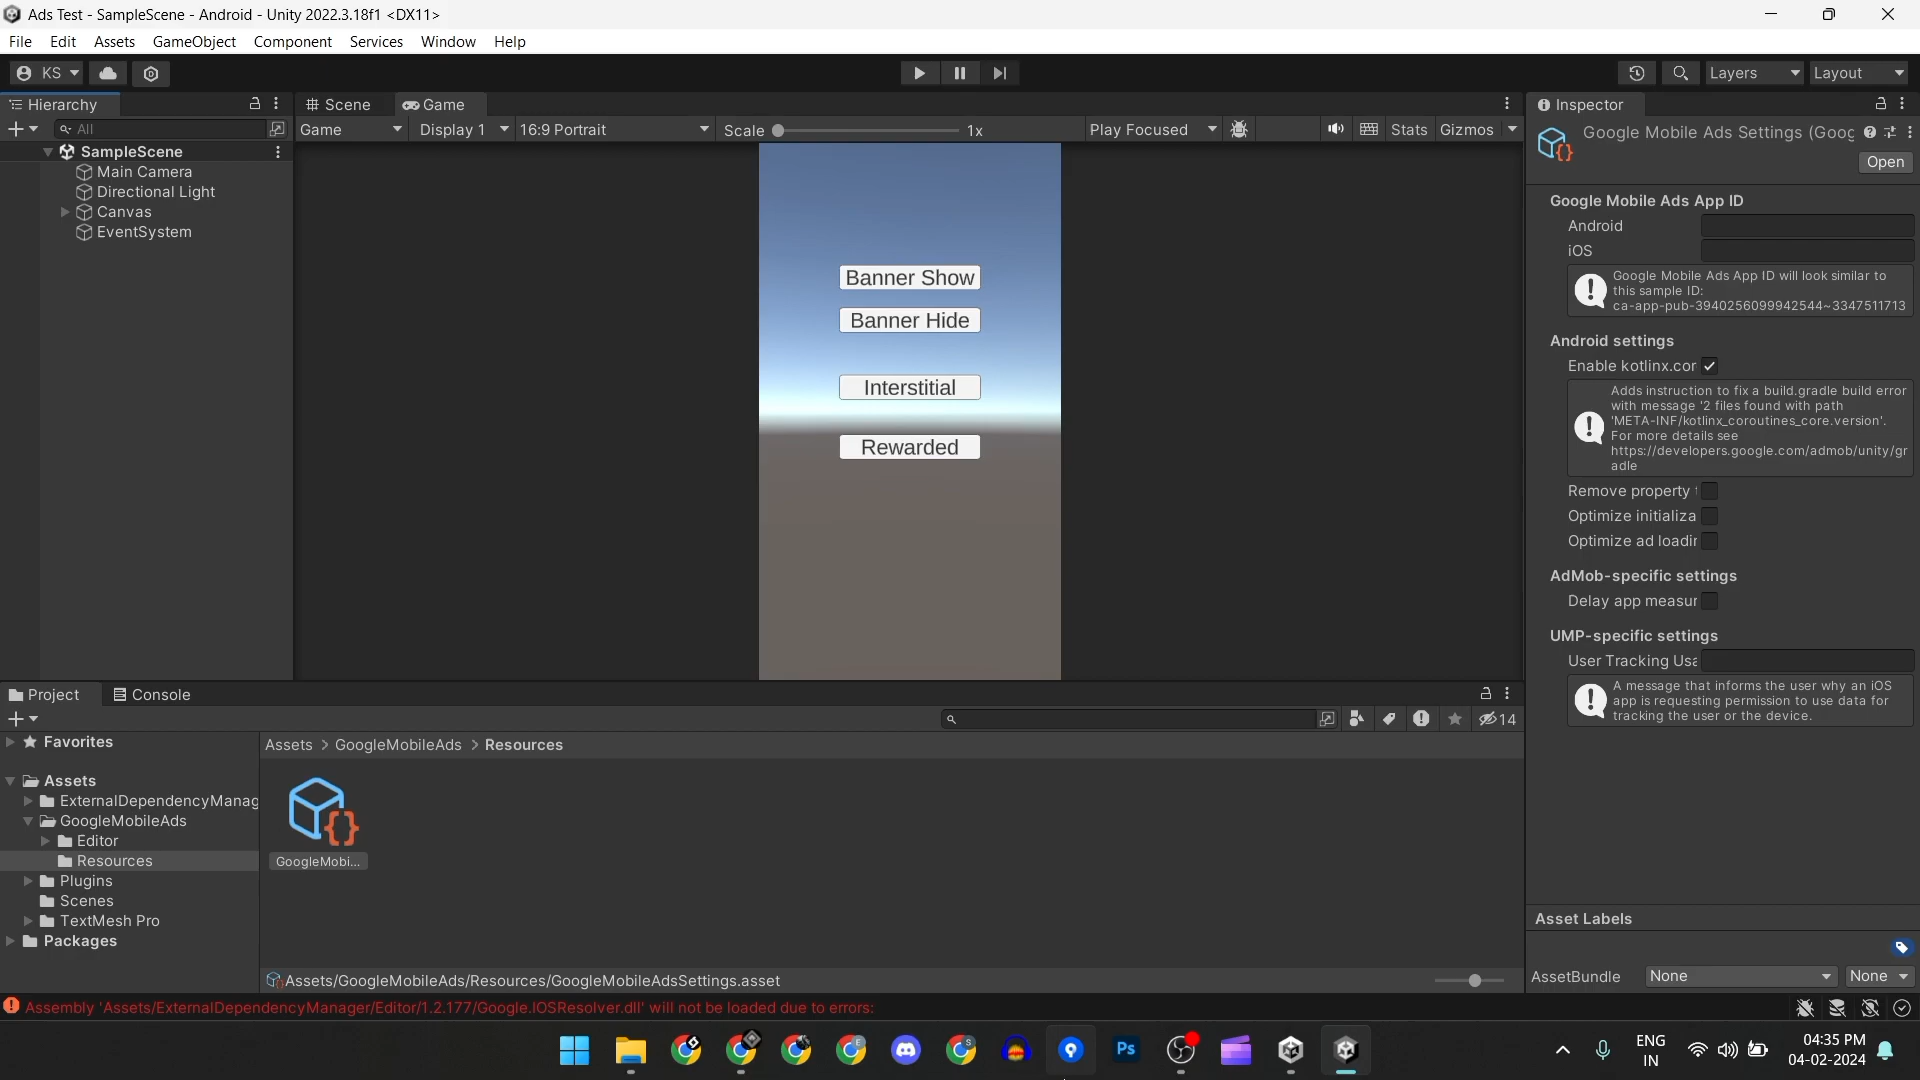 Ads Test - SampleScene - Android - Unity 2022.3.18f1 <DX11>
File Edit Assets GameObject Component Services Window Help
KS
Layers
Layout
Hierarchy
All
SampleScene
Main Camera
Directional Light
Canvas
EventSystem
Scene
Game
Game
Display 1
16:9 Portrait
Scale
1x
Play Focused
Stats
Gizmos
Banner Show
Banner Hide
Interstitial
Rewarded
Inspector
Google Mobile Ads Settings (Goog
Open
Google Mobile Ads App ID
Android
iOS
Google Mobile Ads App ID will look similar to
this sample ID:
ca-app-pub-3940256099942544~3347511713
Android settings
Enable kotlinx.cor
Adds instruction to fix a build.gradle build error
with message '2 files found with path
'META-INF/kotlinx_coroutines_core.version'.
For more details see
https://developers.google.com/admob/unity/gr
adle
Remove property
Optimize initializa
Optimize ad loadir
AdMob-specific settings
Delay app measur
UMP-specific settings
User Tracking Usa
A message that informs the user why an iOS
app is requesting permission to use data for
tracking the user or the device.
Asset Labels
AssetBundle
None
None
Project
Console
14
Favorites
Assets
ExternalDependencyManag
GoogleMobileAds
Editor
Resources
Plugins
Scenes
TextMesh Pro
Packages
Assets > GoogleMobileAds > Resources
GoogleMobi...
Assets/GoogleMobileAds/Resources/GoogleMobileAdsSettings.asset
Assembly 'Assets/ExternalDependencyManager/Editor/1.2.177/Google.IOSResolver.dll' will not be loaded due to errors:
E
S
Ps
ENG
IN
04:35 PM
04-02-2024